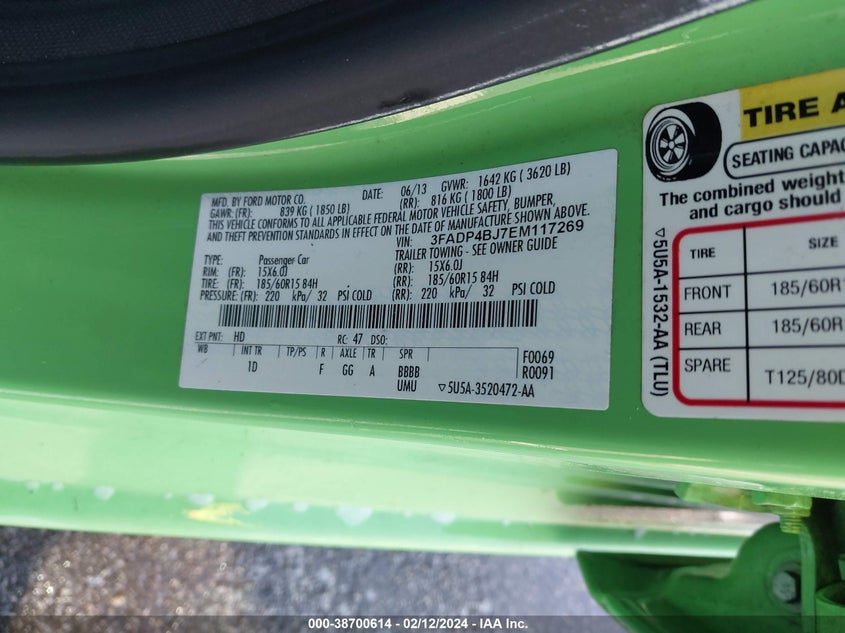 MFD. BY FORD MOTOR CO.
DATE: 06/13 GVWR: 1642 KG ( 3620 LB)
GAWR: (FR): 839 KG ( 1850 LB) (RR): 816 KG ( 1800 LB)
THIS VEHICLE CONFORMS TO ALL APPLICABLE FEDERAL MOTOR VEHICLE SAFETY, BUMPER,
AND THEFT PREVENTION STANDARDS IN EFFECT ON THE DATE OF MANUFACTURE SHOWN ABOVE.
VIN: 3FADP4BJ7EM117269
TYPE: Passenger Car TRAILER TOWING - SEE OWNER GUIDE
RIM: (FR): 15X6.0J (RR): 15X6.0J
TIRE: (FR): 185/60R15 84H (RR): 185/60R15 84H
PRESSURE: (FR): 220 kPa/ 32 PSI COLD (RR): 220 kPa/ 32 PSI COLD
EXT PNT: HD RC: 47 DSO:
WB INT TR TP/PS R AXLE TR SPR F0069
1D F GG A BBBB R0091
UMU ▽5U5A-3520472-AA
TIRE A
SEATING CAPAC
The combined weight
and cargo should
TIRE SIZE
FRONT 185/60R
REAR 185/60R
SPARE T125/80D
▽5U5A-1532-AA (TLU)
000-38700614 - 02/12/2024 - IAA Inc.